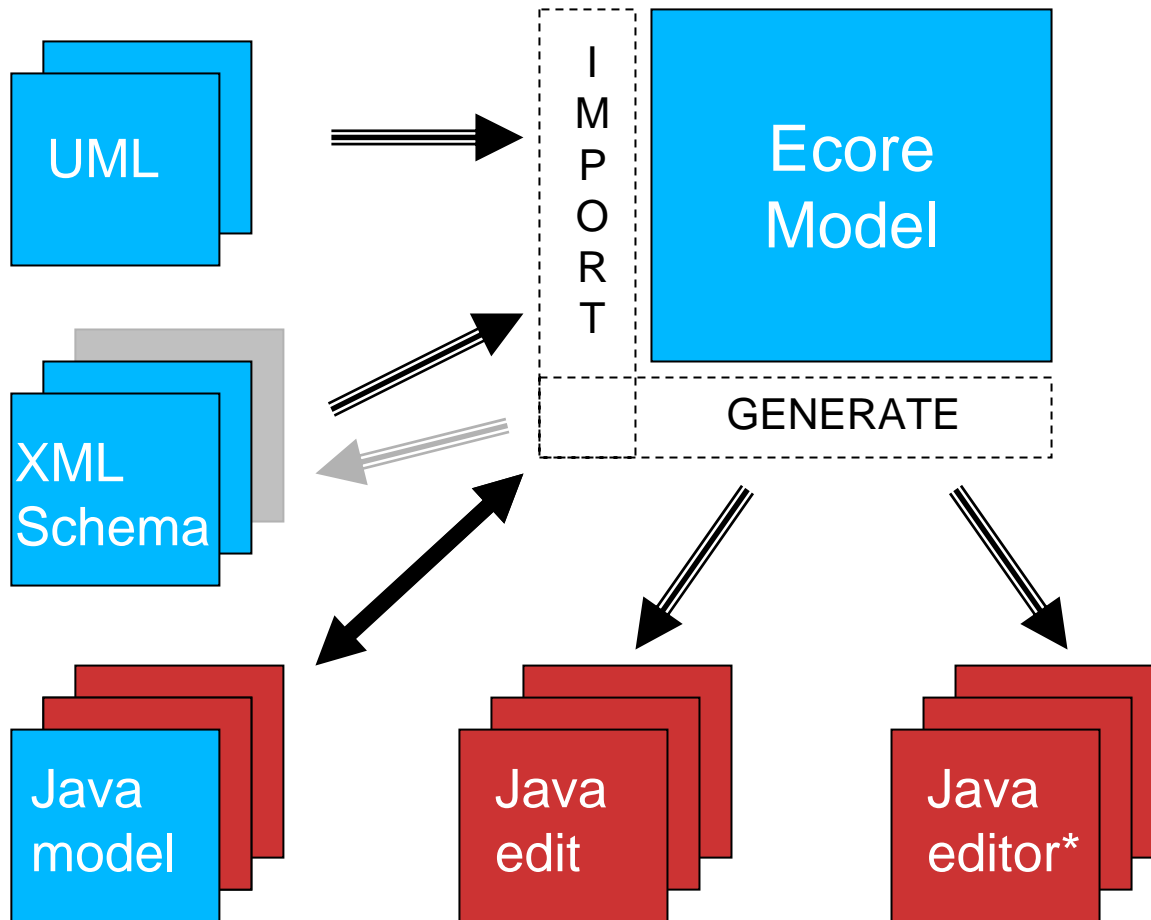 UML
I
M
P
O
R
T
Ecore
Model
XML
Schema
GENERATE
Java
model
Java
edit
Java
editor*